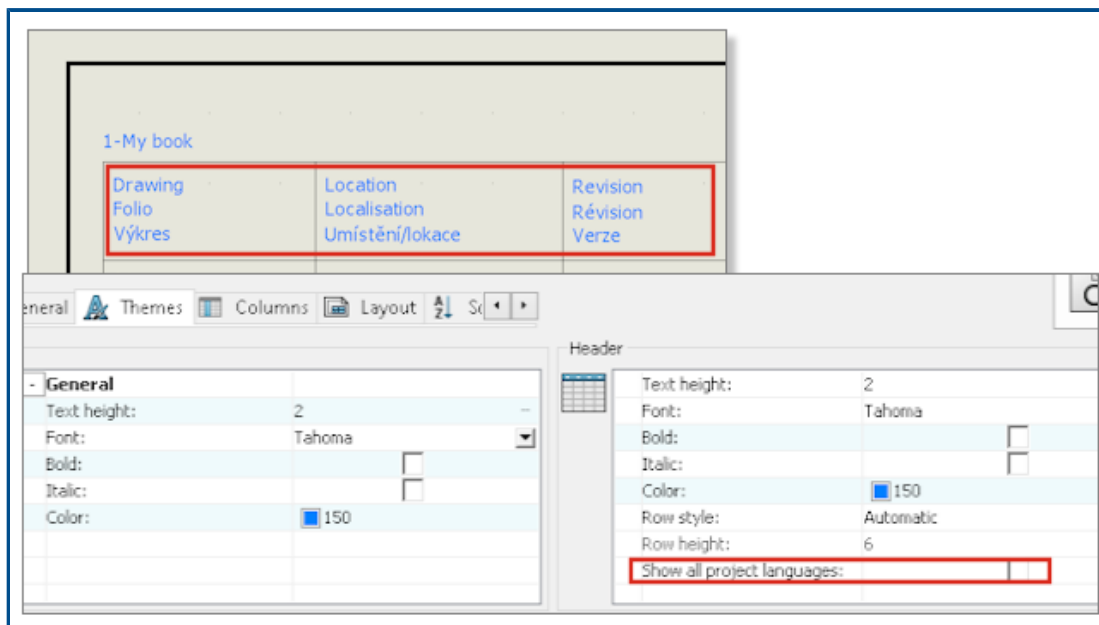 1-My book
Drawing Location Revision
Folio Localisation Révision
Výkres Umístění/lokace Verze
Themes Columns Layout
Header
General
Text height: 2
Font: Tahoma
Bold:
Italic:
Color: 150
Text height: 2
Font: Tahoma
Bold:
Italic:
Color: 150
Row style: Automatic
Row height: 6
Show all project languages: